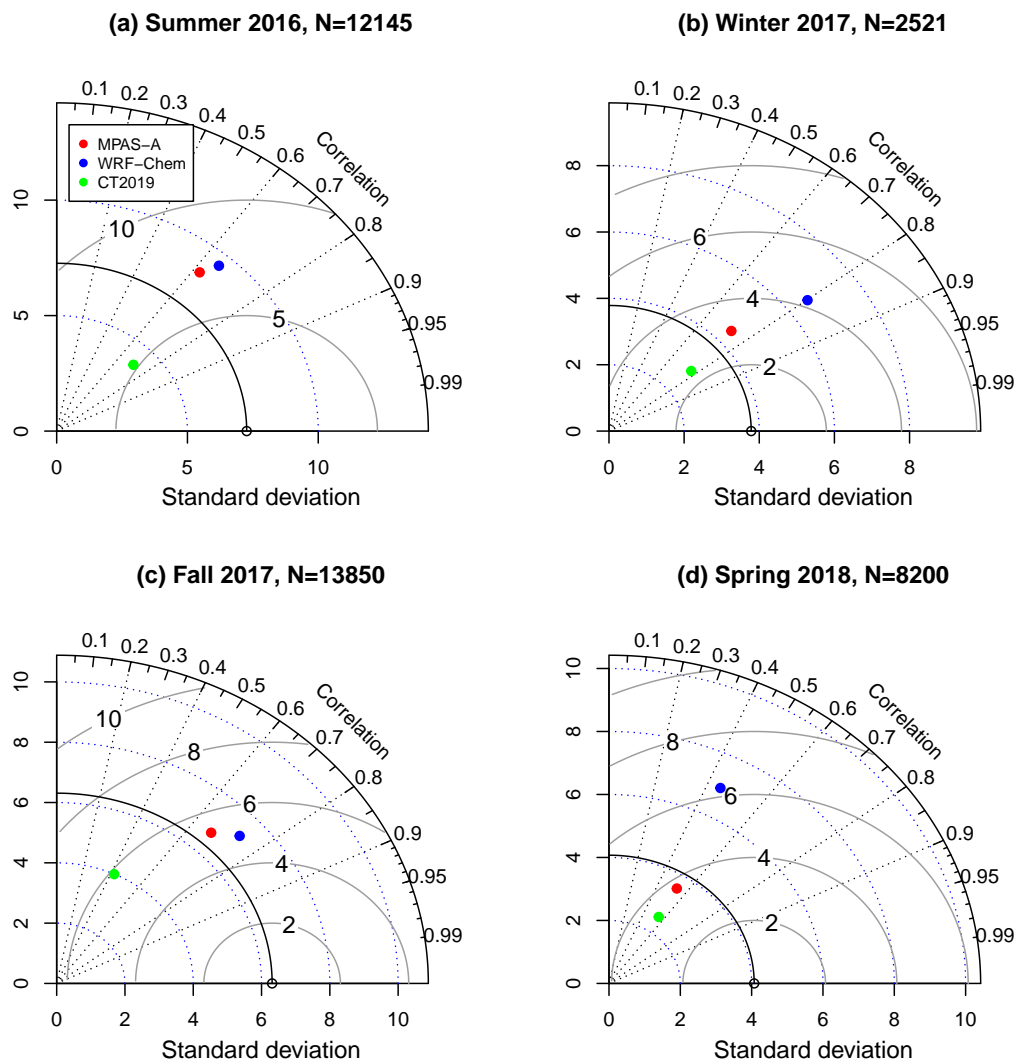 (a) Summer 2016, N=12145
0.1 0.2 0.3 0.4 0.5 0.6 0.7 0.8 0.9 0.95 0.99
Correlation
MPAS−A
WRF−Chem
CT2019
10
5
0 5 10
0 5 10
Standard deviation
(b) Winter 2017, N=2521
0.1 0.2 0.3 0.4 0.5 0.6 0.7 0.8 0.9 0.95 0.99
Correlation
6
4
2
0 2 4 6 8
0 2 4 6 8
Standard deviation
(c) Fall 2017, N=13850
0.1 0.2 0.3 0.4 0.5 0.6 0.7 0.8 0.9 0.95 0.99
Correlation
10
8
6
4
2
0 2 4 6 8 10
0 2 4 6 8 10
Standard deviation
(d) Spring 2018, N=8200
0.1 0.2 0.3 0.4 0.5 0.6 0.7 0.8 0.9 0.95 0.99
Correlation
8
6
4
2
0 2 4 6 8 10
0 2 4 6 8 10
Standard deviation